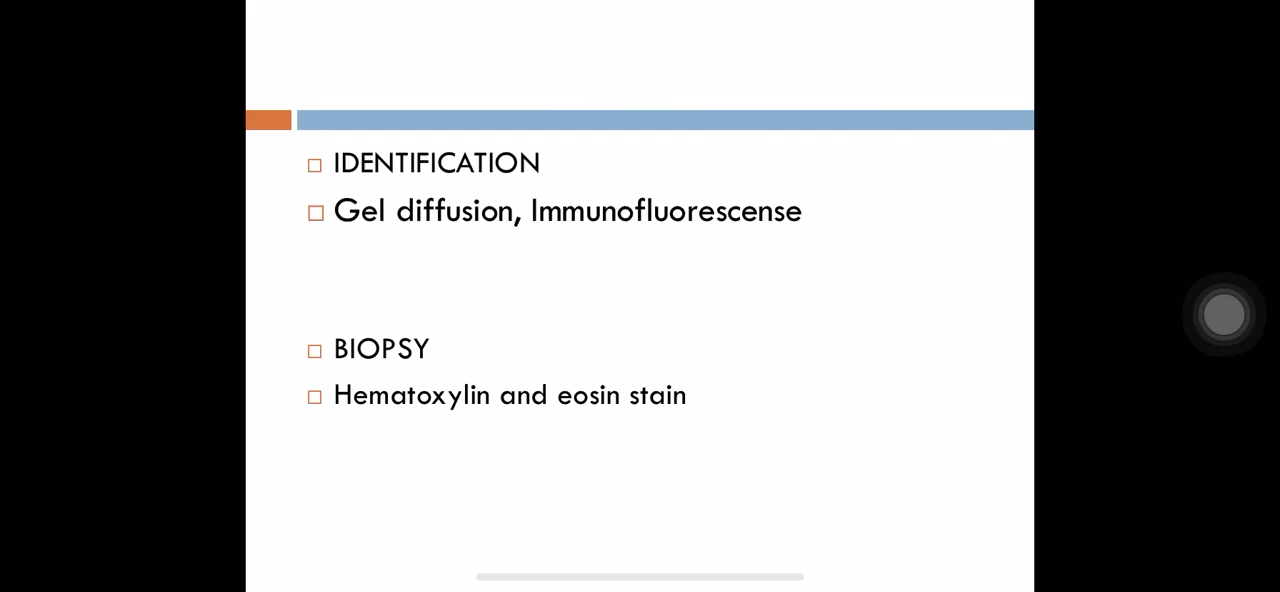 IDENTIFICATION
Gel diffusion, Immunofluorescense
BIOPSY
Hematoxylin and eosin stain